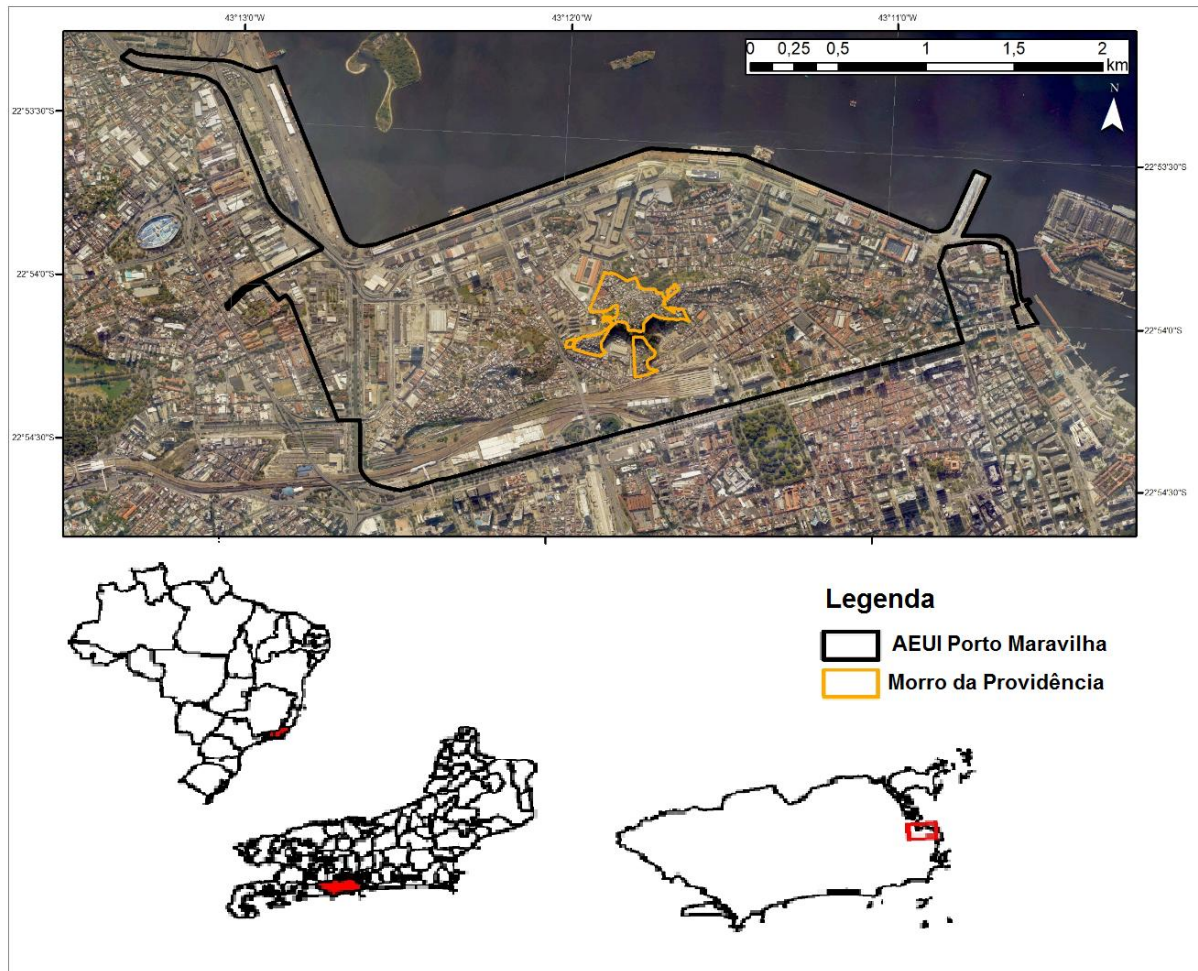 43°13'0"W 43°12'0"W 43°11'0"W
0 0,25 0,5 1 1,5 2
km
N
22°53'30"S
22°53'30"S
22°54'0"S
22°54'0"S
22°54'30"S
22°54'30"S
Legenda
AEUI Porto Maravilha
Morro da Providência